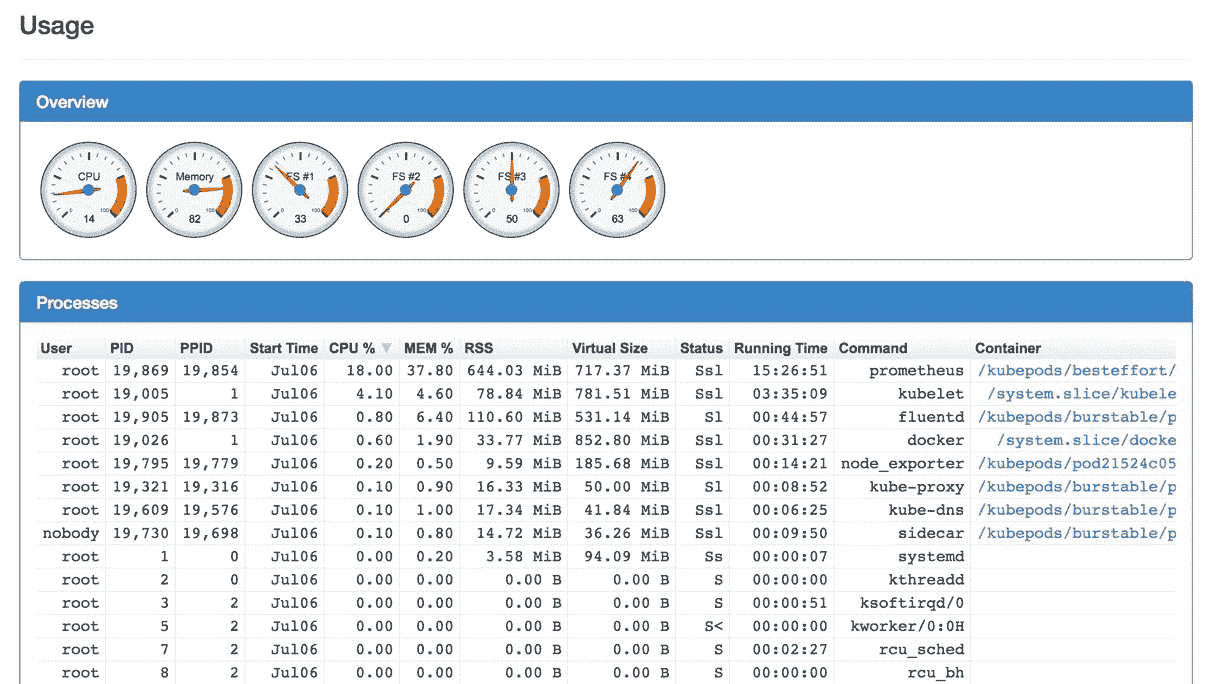 Usage
Overview
CPU Memory FS #1 FS #2 FS #3 FS #4
100 100 100 100 100 100
14 82 33 0 50 63
Processes
User PID PPID Start Time CPU % MEM % RSS Virtual Size Status Running Time Command Container
root 19,869 19,854 Jul06 18.00 37.80 644.03 MiB 717.37 MiB Ssl 15:26:51 prometheus /kubepods/besteffort/
root 19,005 1 Jul06 4.10 4.60 78.84 MiB 781.51 MiB Ssl 03:35:09 kubelet /system.slice/kubele
root 19,905 19,873 Jul06 0.80 6.40 110.60 MiB 531.14 MiB Sl 00:44:57 fluentd /kubepods/burstable/p
root 19,026 1 Jul06 0.60 1.90 33.77 MiB 852.80 MiB Ssl 00:31:27 docker /system.slice/docke
root 19,795 19,779 Jul06 0.20 0.50 9.59 MiB 185.68 MiB Ssl 00:14:21 node_exporter /kubepods/pod21524c05
root 19,321 19,316 Jul06 0.10 0.90 16.33 MiB 50.00 MiB Sl 00:08:52 kube-proxy /kubepods/burstable/p
root 19,609 19,576 Jul06 0.10 1.00 17.34 MiB 41.84 MiB Ssl 00:06:25 kube-dns /kubepods/burstable/p
nobody 19,730 19,698 Jul06 0.10 0.80 14.72 MiB 36.26 MiB Ssl 00:09:50 sidecar /kubepods/burstable/p
root 1 0 Jul06 0.00 0.20 3.58 MiB 94.09 MiB Ss 00:00:07 systemd
root 2 0 Jul06 0.00 0.00 0.00 B 0.00 B S 00:00:00 kthreadd
root 3 2 Jul06 0.00 0.00 0.00 B 0.00 B S 00:00:51 ksoftirqd/0
root 5 2 Jul06 0.00 0.00 0.00 B 0.00 B S< 00:00:00 kworker/0:0H
root 7 2 Jul06 0.00 0.00 0.00 B 0.00 B S 00:02:27 rcu_sched
root 8 2 Jul06 0.00 0.00 0.00 B 0.00 B S 00:00:00 rcu_bh